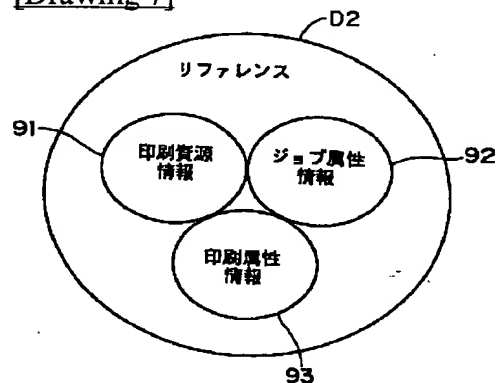 [Drawing 7]
D2
リファレンス
91
印刷資源
情報
ジョブ属性
情報
92
印刷属性
情報
93